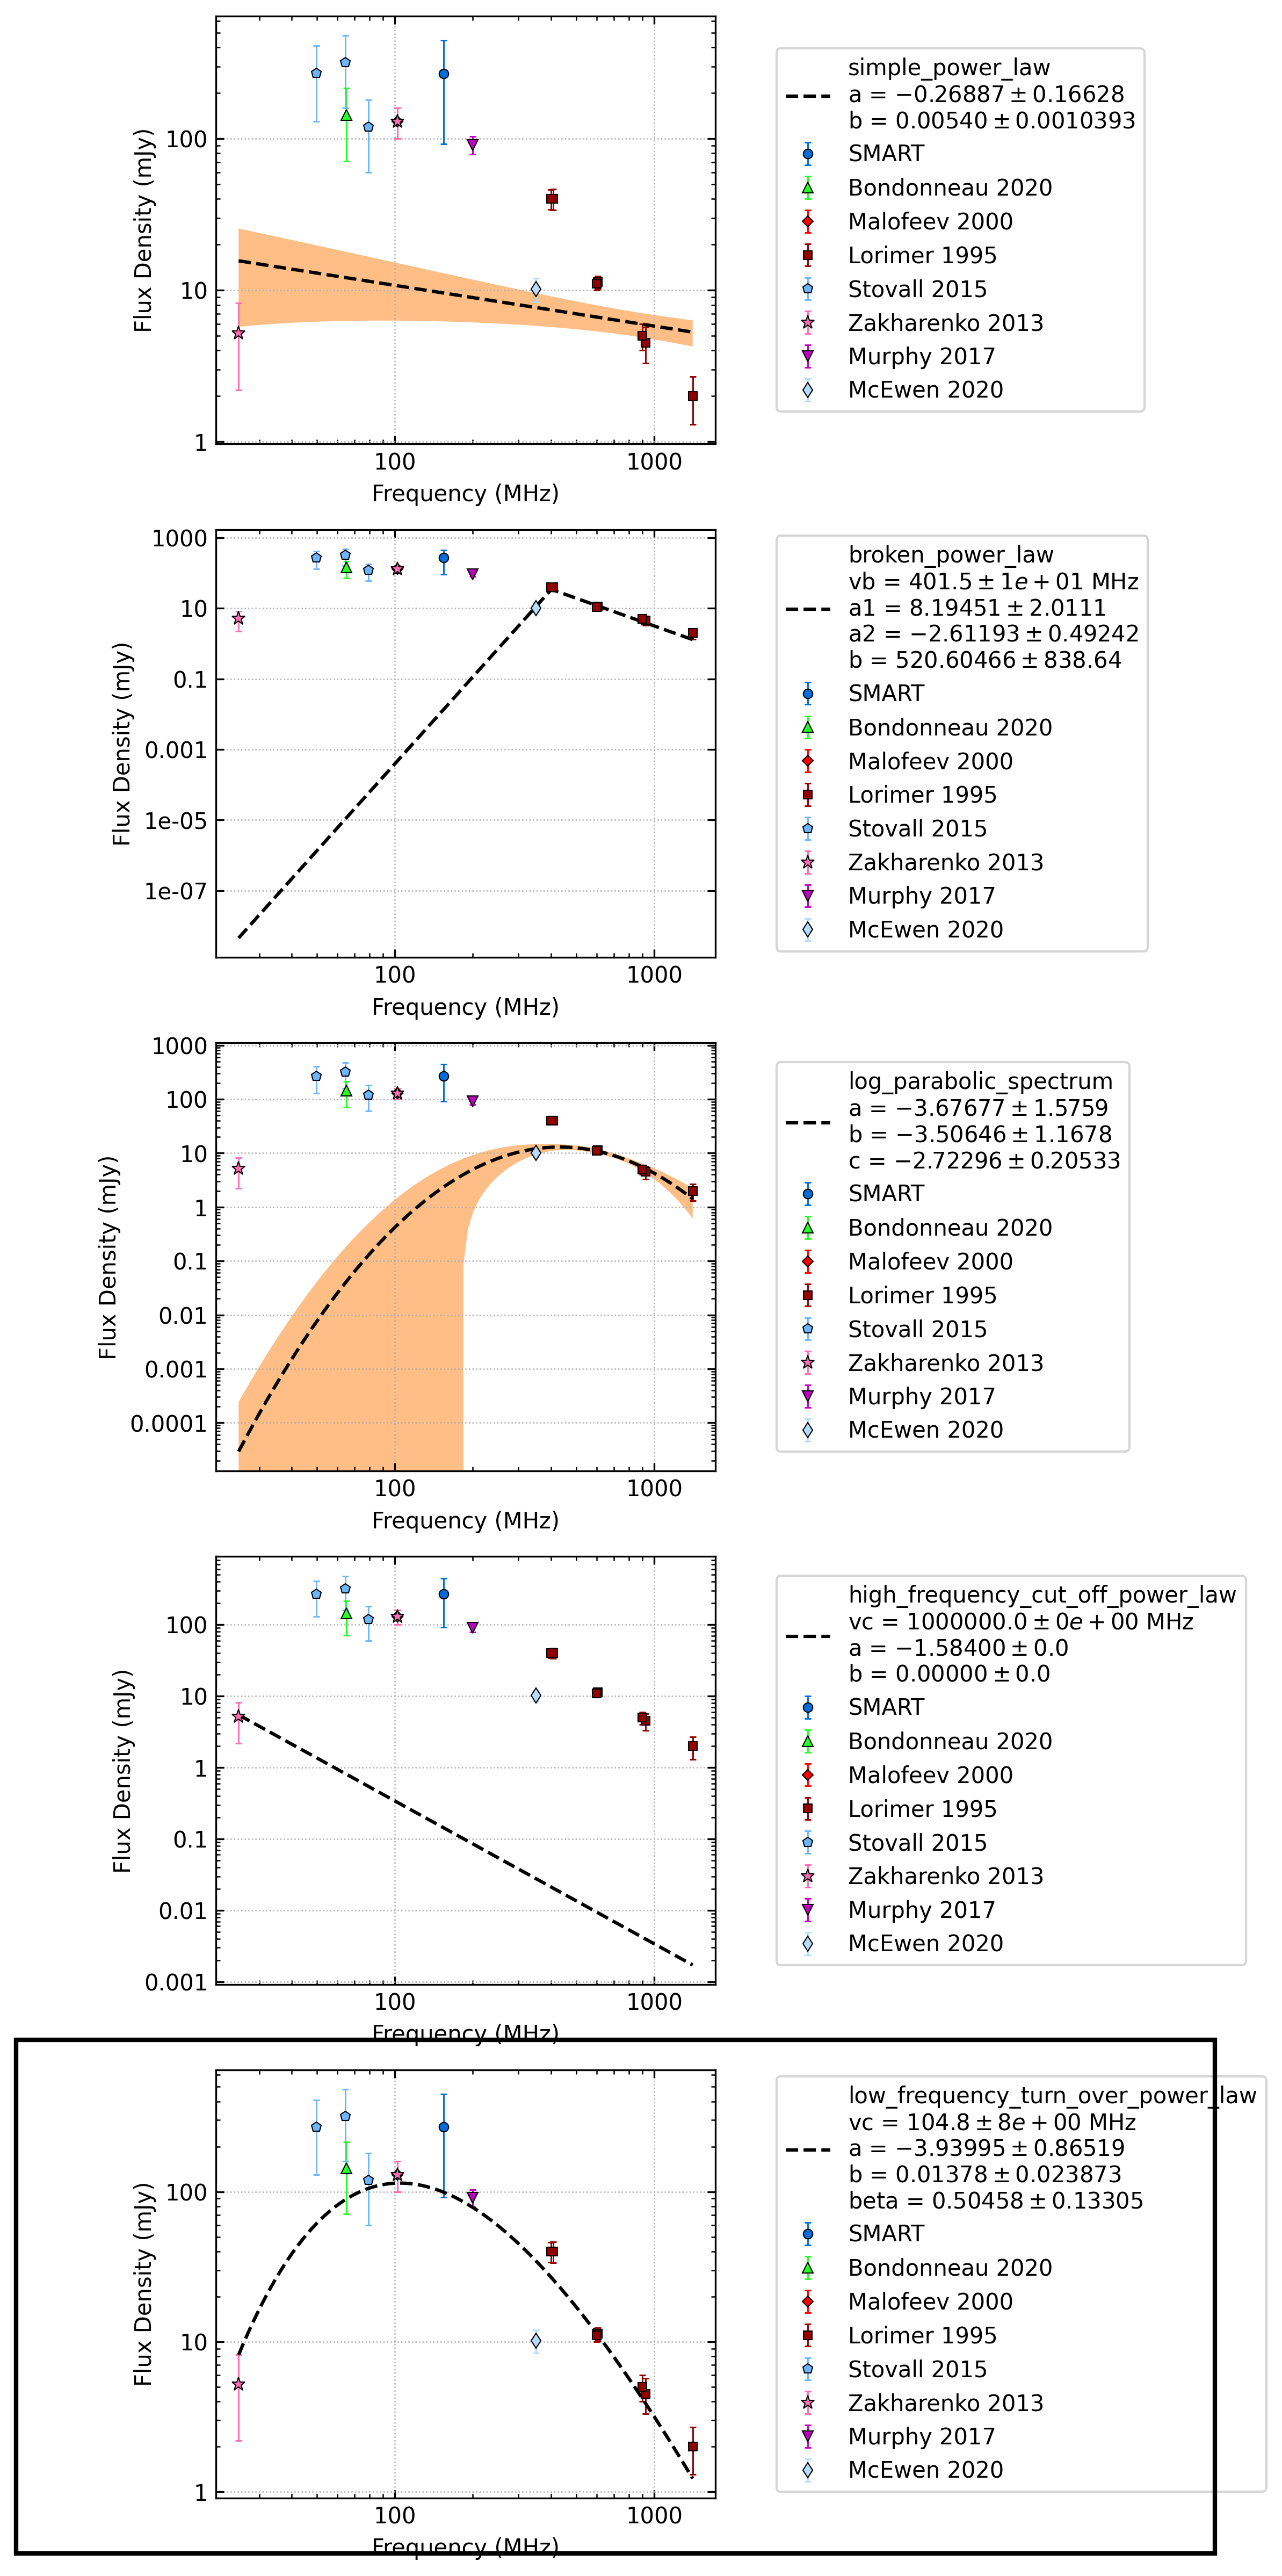 100
10
1
Flux Density (mJy)
100
1000
Frequency (MHz)
simple_power_law
a = −0.26887 ± 0.16628
b = 0.00540 ± 0.0010393
SMART
Bondonneau 2020
Malofeev 2000
Lorimer 1995
Stovall 2015
Zakharenko 2013
Murphy 2017
McEwen 2020
1000
10
0.1
0.001
1e-05
1e-07
Flux Density (mJy)
100
1000
Frequency (MHz)
broken_power_law
vb = 401.5 ± 1e + 01 MHz
a1 = 8.19451 ± 2.0111
a2 = −2.61193 ± 0.49242
b = 520.60466 ± 838.64
SMART
Bondonneau 2020
Malofeev 2000
Lorimer 1995
Stovall 2015
Zakharenko 2013
Murphy 2017
McEwen 2020
1000
100
10
1
0.1
0.01
0.001
0.0001
Flux Density (mJy)
100
1000
Frequency (MHz)
log_parabolic_spectrum
a = −3.67677 ± 1.5759
b = −3.50646 ± 1.1678
c = −2.72296 ± 0.20533
SMART
Bondonneau 2020
Malofeev 2000
Lorimer 1995
Stovall 2015
Zakharenko 2013
Murphy 2017
McEwen 2020
100
10
1
0.1
0.01
0.001
Flux Density (mJy)
100
1000
Frequency (MHz)
high_frequency_cut_off_power_law
vc = 1000000.0 ± 0e + 00 MHz
a = −1.58400 ± 0.0
b = 0.00000 ± 0.0
SMART
Bondonneau 2020
Malofeev 2000
Lorimer 1995
Stovall 2015
Zakharenko 2013
Murphy 2017
McEwen 2020
100
10
1
Flux Density (mJy)
100
1000
Frequency (MHz)
low_frequency_turn_over_power_law
vc = 104.8 ± 8e + 00 MHz
a = −3.93995 ± 0.86519
b = 0.01378 ± 0.023873
beta = 0.50458 ± 0.13305
SMART
Bondonneau 2020
Malofeev 2000
Lorimer 1995
Stovall 2015
Zakharenko 2013
Murphy 2017
McEwen 2020